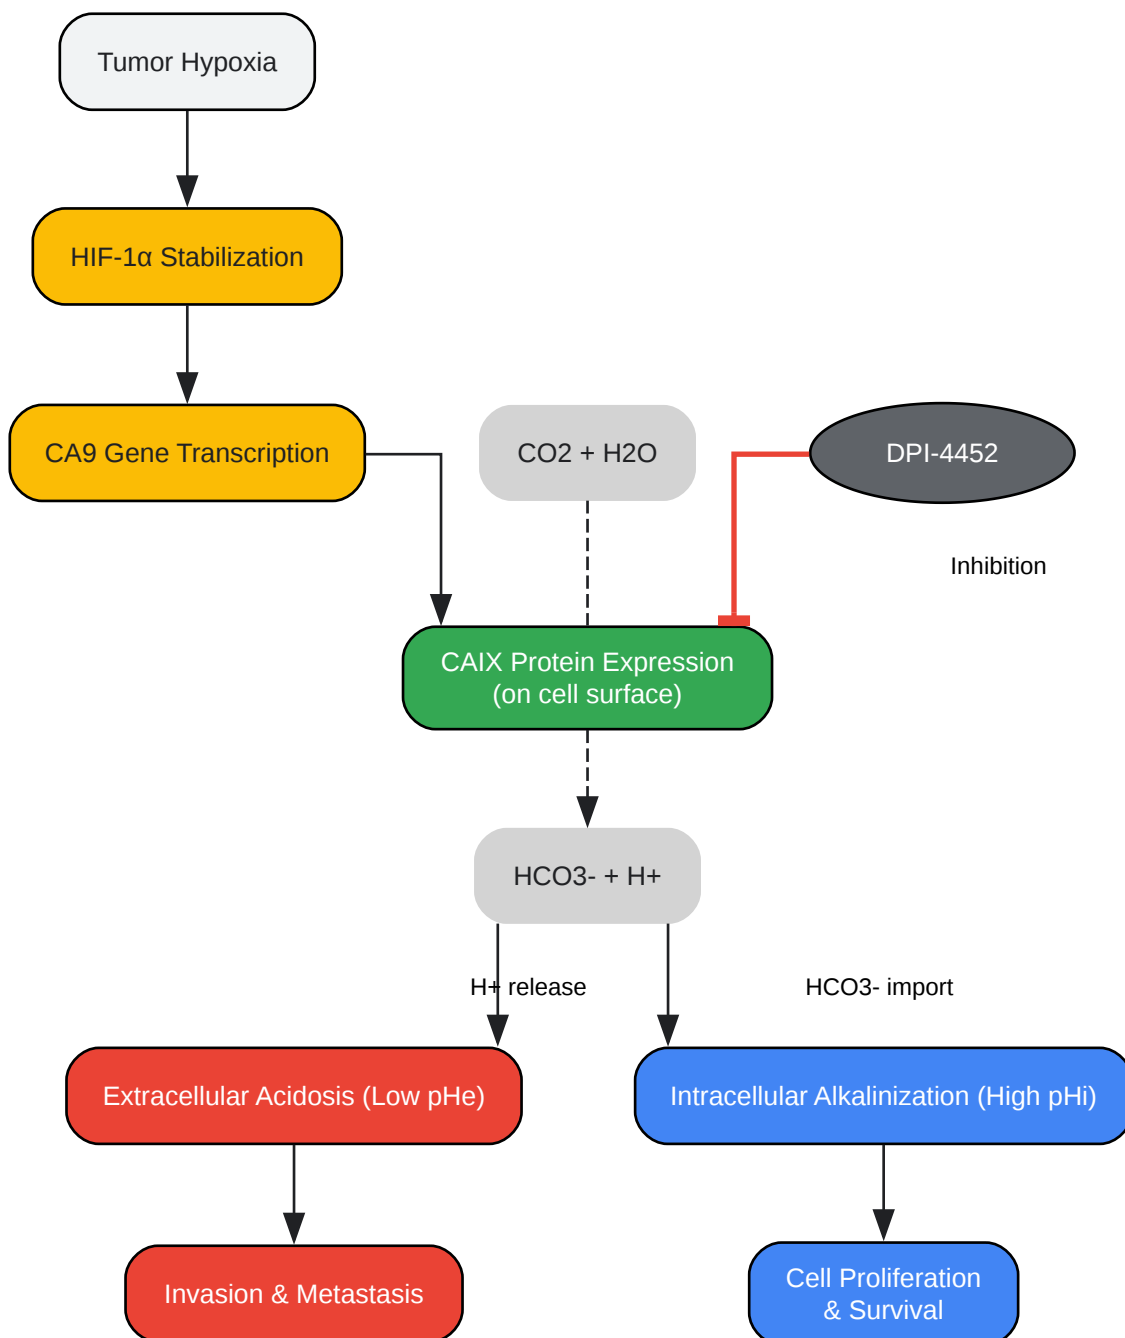 Tumor Hypoxia
HIF-1α Stabilization
CA9 Gene Transcription
CO2 + H2O
DPI-4452
Inhibition
CAIX Protein Expression
(on cell surface)
HCO3- + H+
H+ release
HCO3- import
Extracellular Acidosis (Low pHe)
Intracellular Alkalinization (High pHi)
Invasion & Metastasis
Cell Proliferation
& Survival